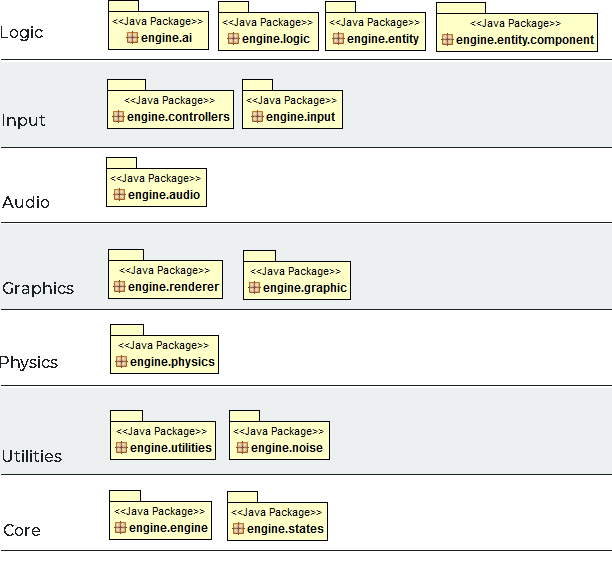 Logic
<<Java Package>>
engine.ai
<<Java Package>>
engine.logic
<<Java Package>>
engine.entity
<<Java Package>>
engine.entity.component
Input
<<Java Package>>
engine.controllers
<<Java Package>>
engine.input
Audio
<<Java Package>>
engine.audio
Graphics
<<Java Package>>
engine.renderer
<<Java Package>>
engine.graphic
Physics
<<Java Package>>
engine.physics
Utilities
<<Java Package>>
engine.utilities
<<Java Package>>
engine.noise
Core
<<Java Package>>
engine.engine
<<Java Package>>
engine.states